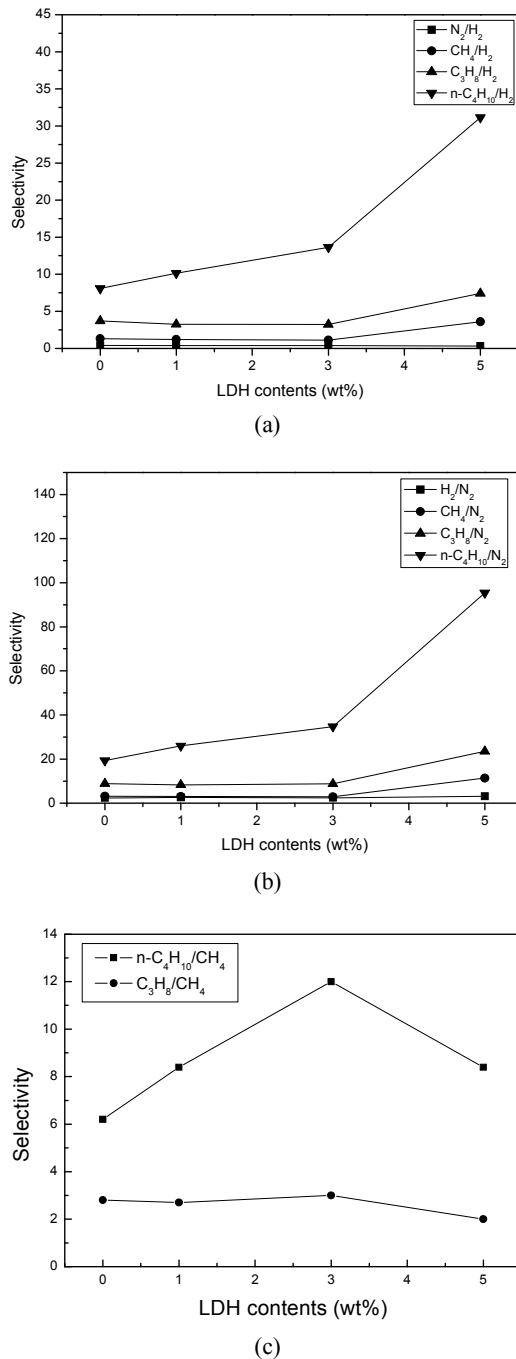 45
40
35
30
25
20
15
10
5
0
Selectivity
N₂/H₂
CH₄/H₂
C₃H₈/H₂
n-C₄H₁₀/H₂
0 1 2 3 4 5
LDH contents (wt%)
(a)
140
120
100
80
60
40
20
0
Selectivity
H₂/N₂
CH₄/N₂
C₃H₈/N₂
n-C₄H₁₀/N₂
0 1 2 3 4 5
LDH contents (wt%)
(b)
14
12
10
8
6
4
2
0
Selectivity
n-C₄H₁₀/CH₄
C₃H₈/CH₄
0 1 2 3 4 5
LDH contents (wt%)
(c)